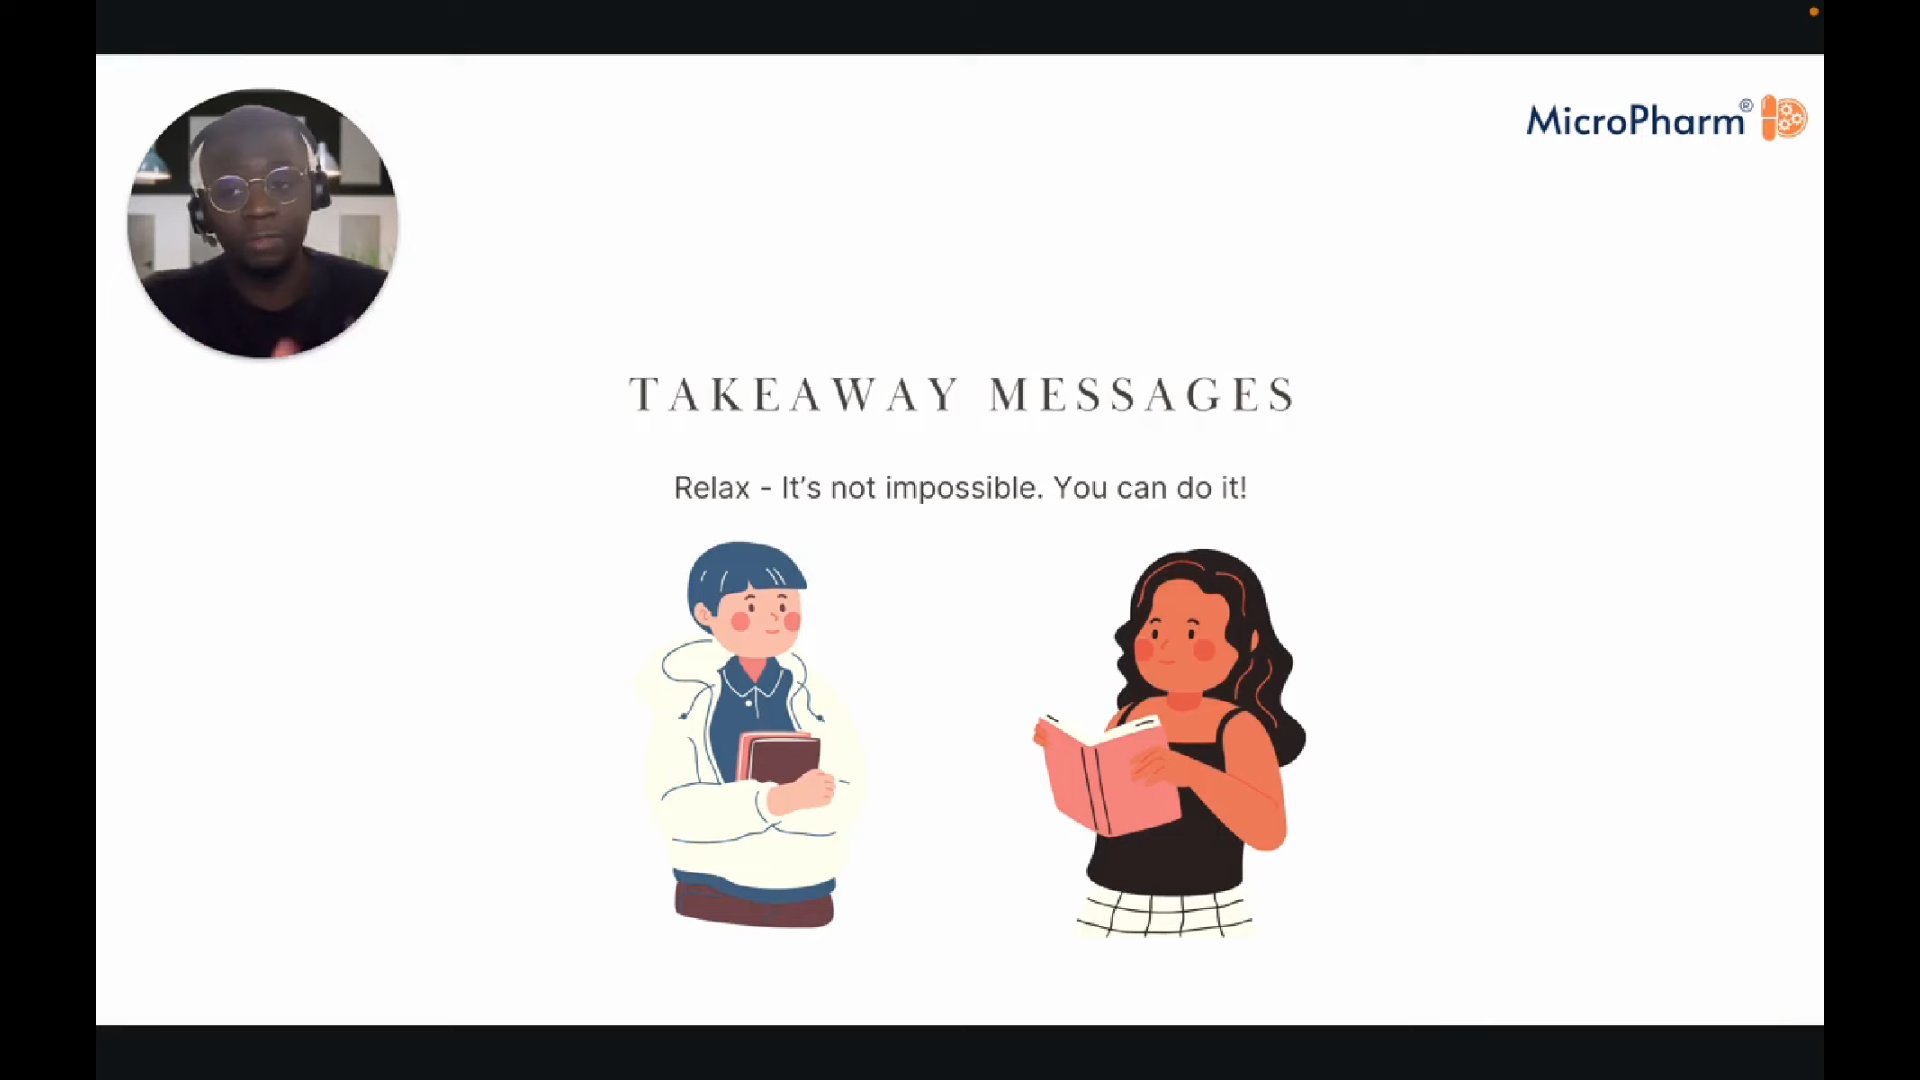 MicroPharm®
TAKEAWAY MESSAGES
Relax - It's not impossible. You can do it!